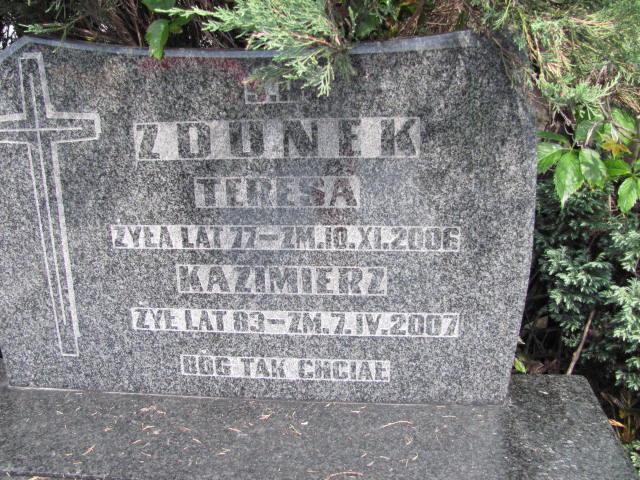 ZDUNEK
TERESA
ŻYŁA LAT 77-ZM.10.XI.2006
KAZIMIERZ
ŻYŁ LAT 83-ZM.7.IV.2007
BÓG TAK CHCIAŁ